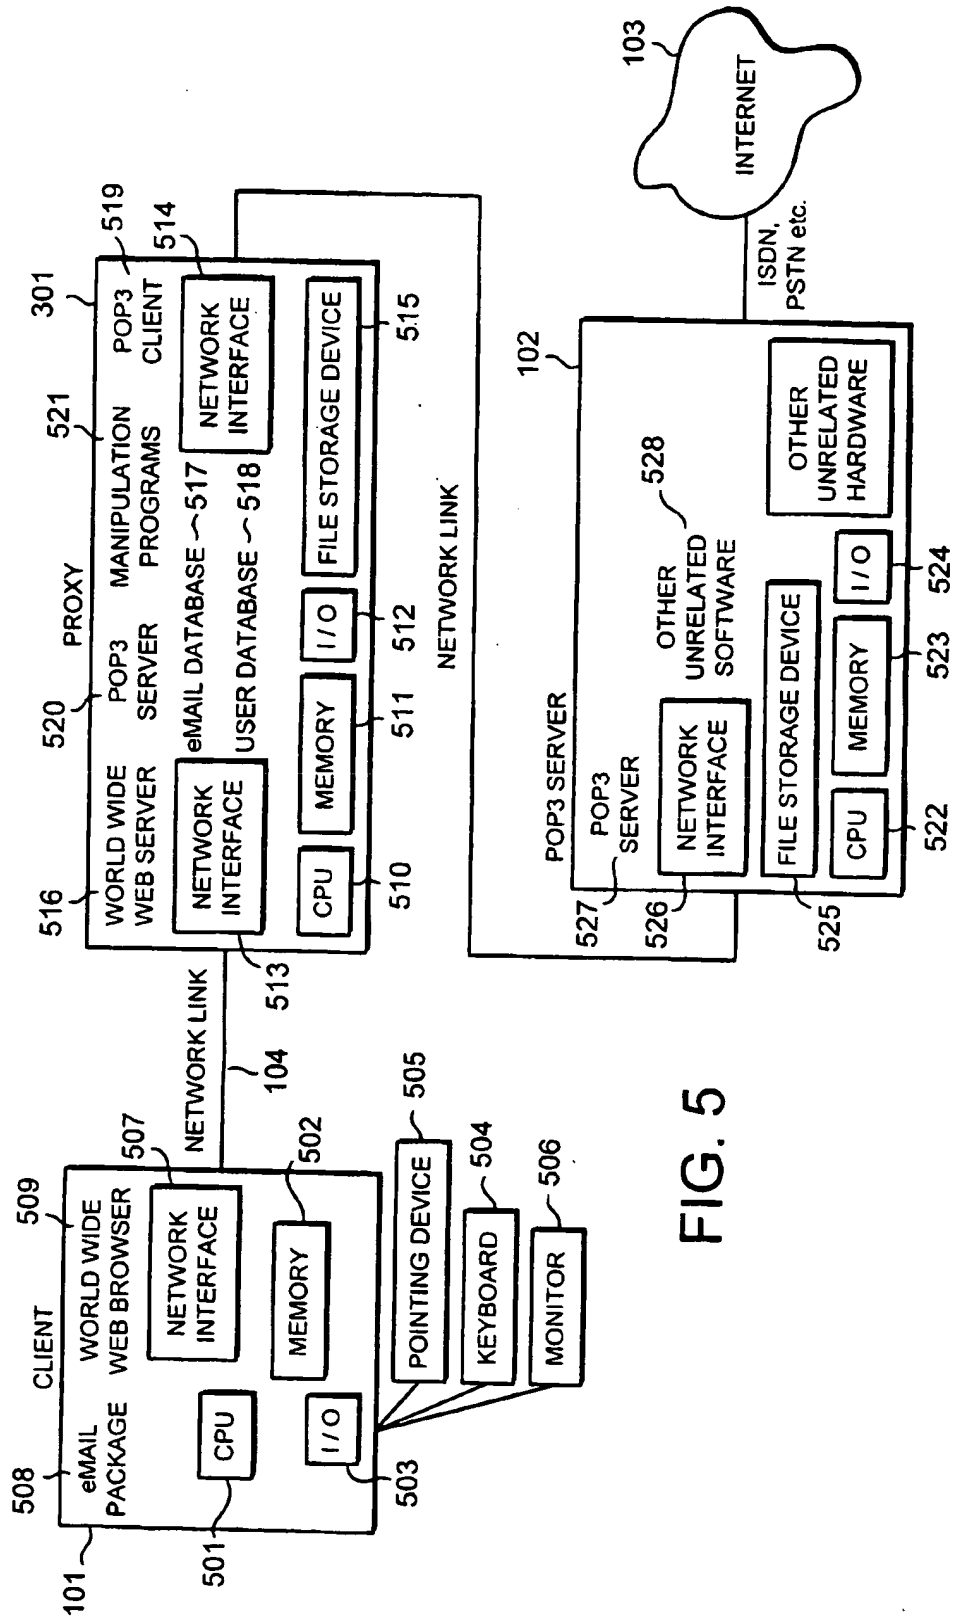 CLIENT
101
508
509
eMAIL
PACKAGE
WORLD WIDE
WEB BROWSER
507
NETWORK
INTERFACE
CPU
501
502
MEMORY
I / O
503
POINTING DEVICE
505
KEYBOARD
504
MONITOR
506
NETWORK LINK
104
PROXY
301
516
520
521
519
WORLD WIDE
WEB SERVER
POP3
SERVER
MANIPULATION
PROGRAMS
POP3
CLIENT
514
NETWORK
INTERFACE
513
eMAIL DATABASE
517
USER DATABASE
518
NETWORK
INTERFACE
CPU
510
MEMORY
511
I / O
512
FILE STORAGE DEVICE
515
NETWORK LINK
POP3 SERVER
102
POP3
SERVER
527
NETWORK
INTERFACE
526
OTHER
UNRELATED
SOFTWARE
528
FILE STORAGE DEVICE
525
CPU
522
MEMORY
523
I / O
524
OTHER
UNRELATED
HARDWARE
ISDN,
PSTN etc.
INTERNET
103
FIG. 5